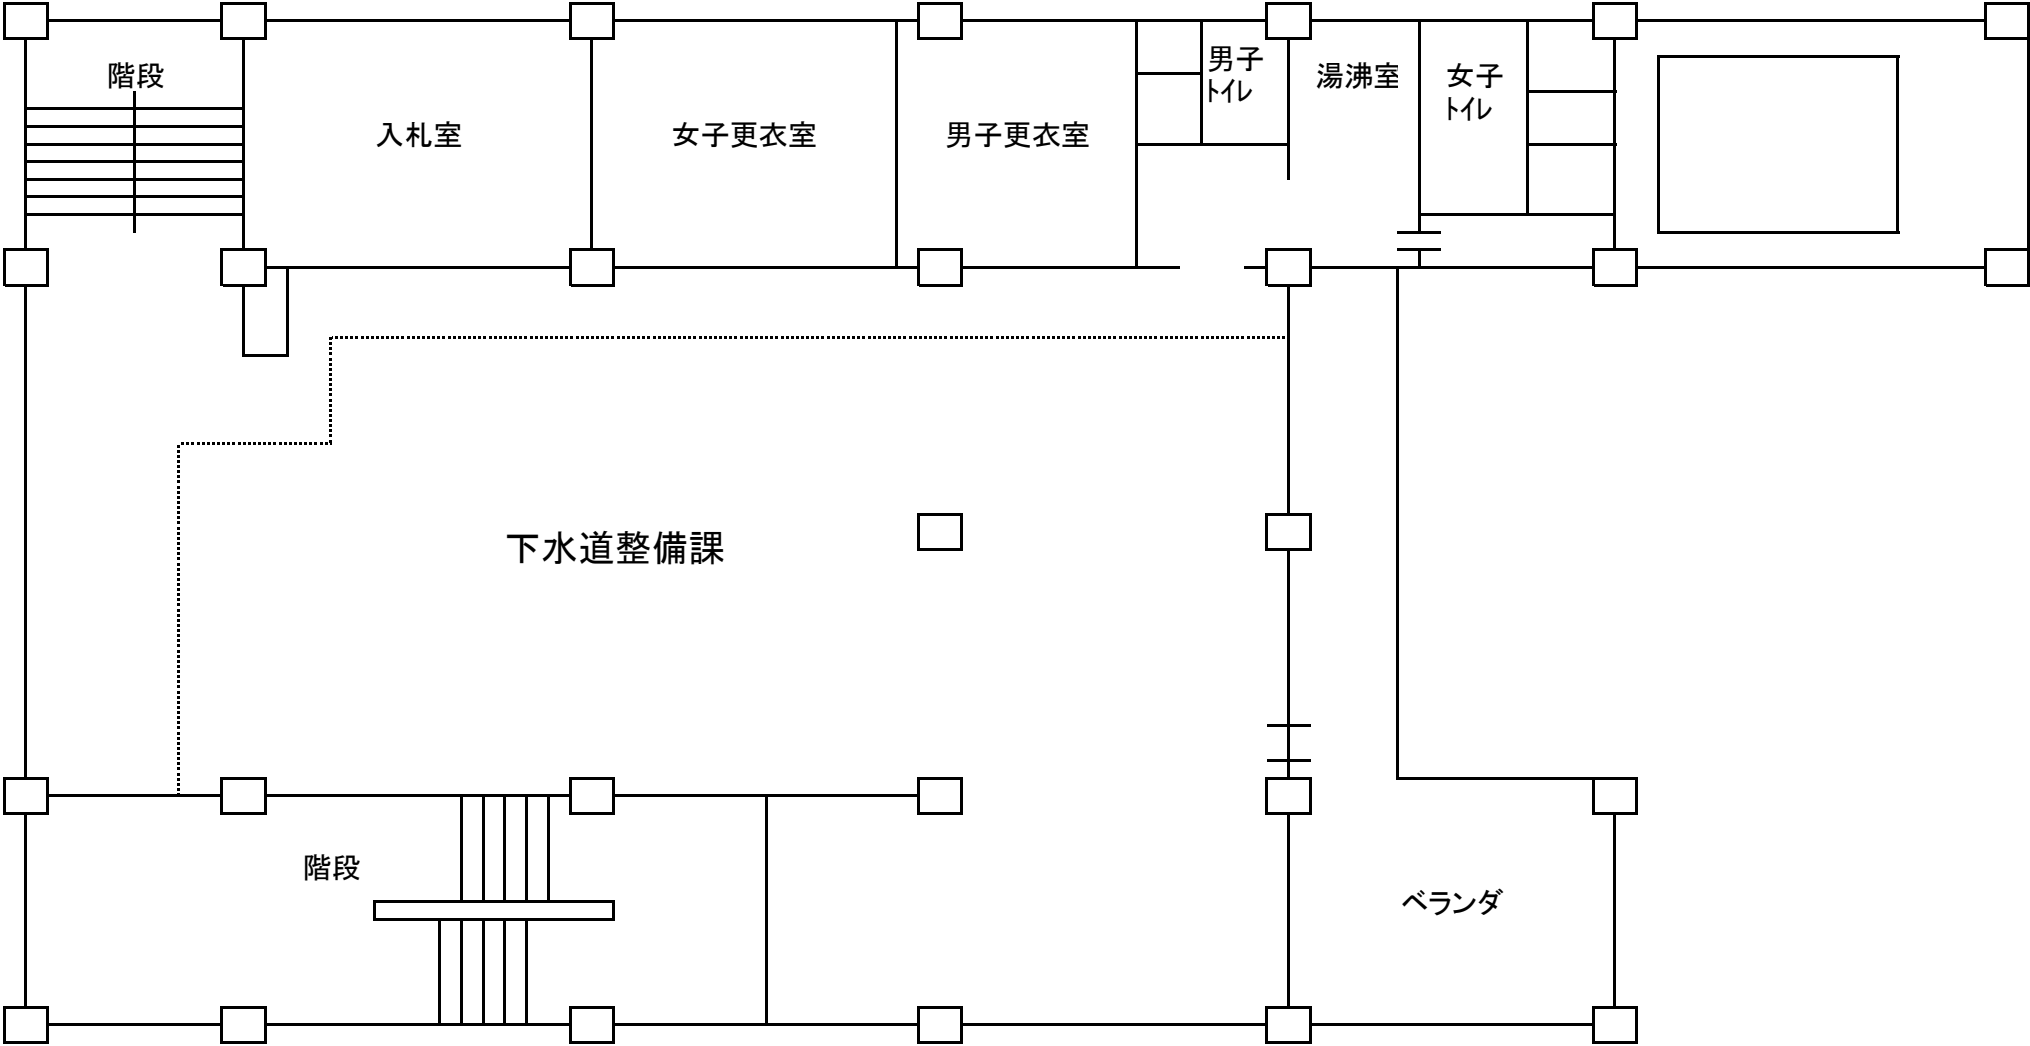 階段
入札室
女子更衣室
男子更衣室
男子
ﾄｲﾚ
湯沸室
女子
ﾄｲﾚ
下水道整備課
階段
ベランダ